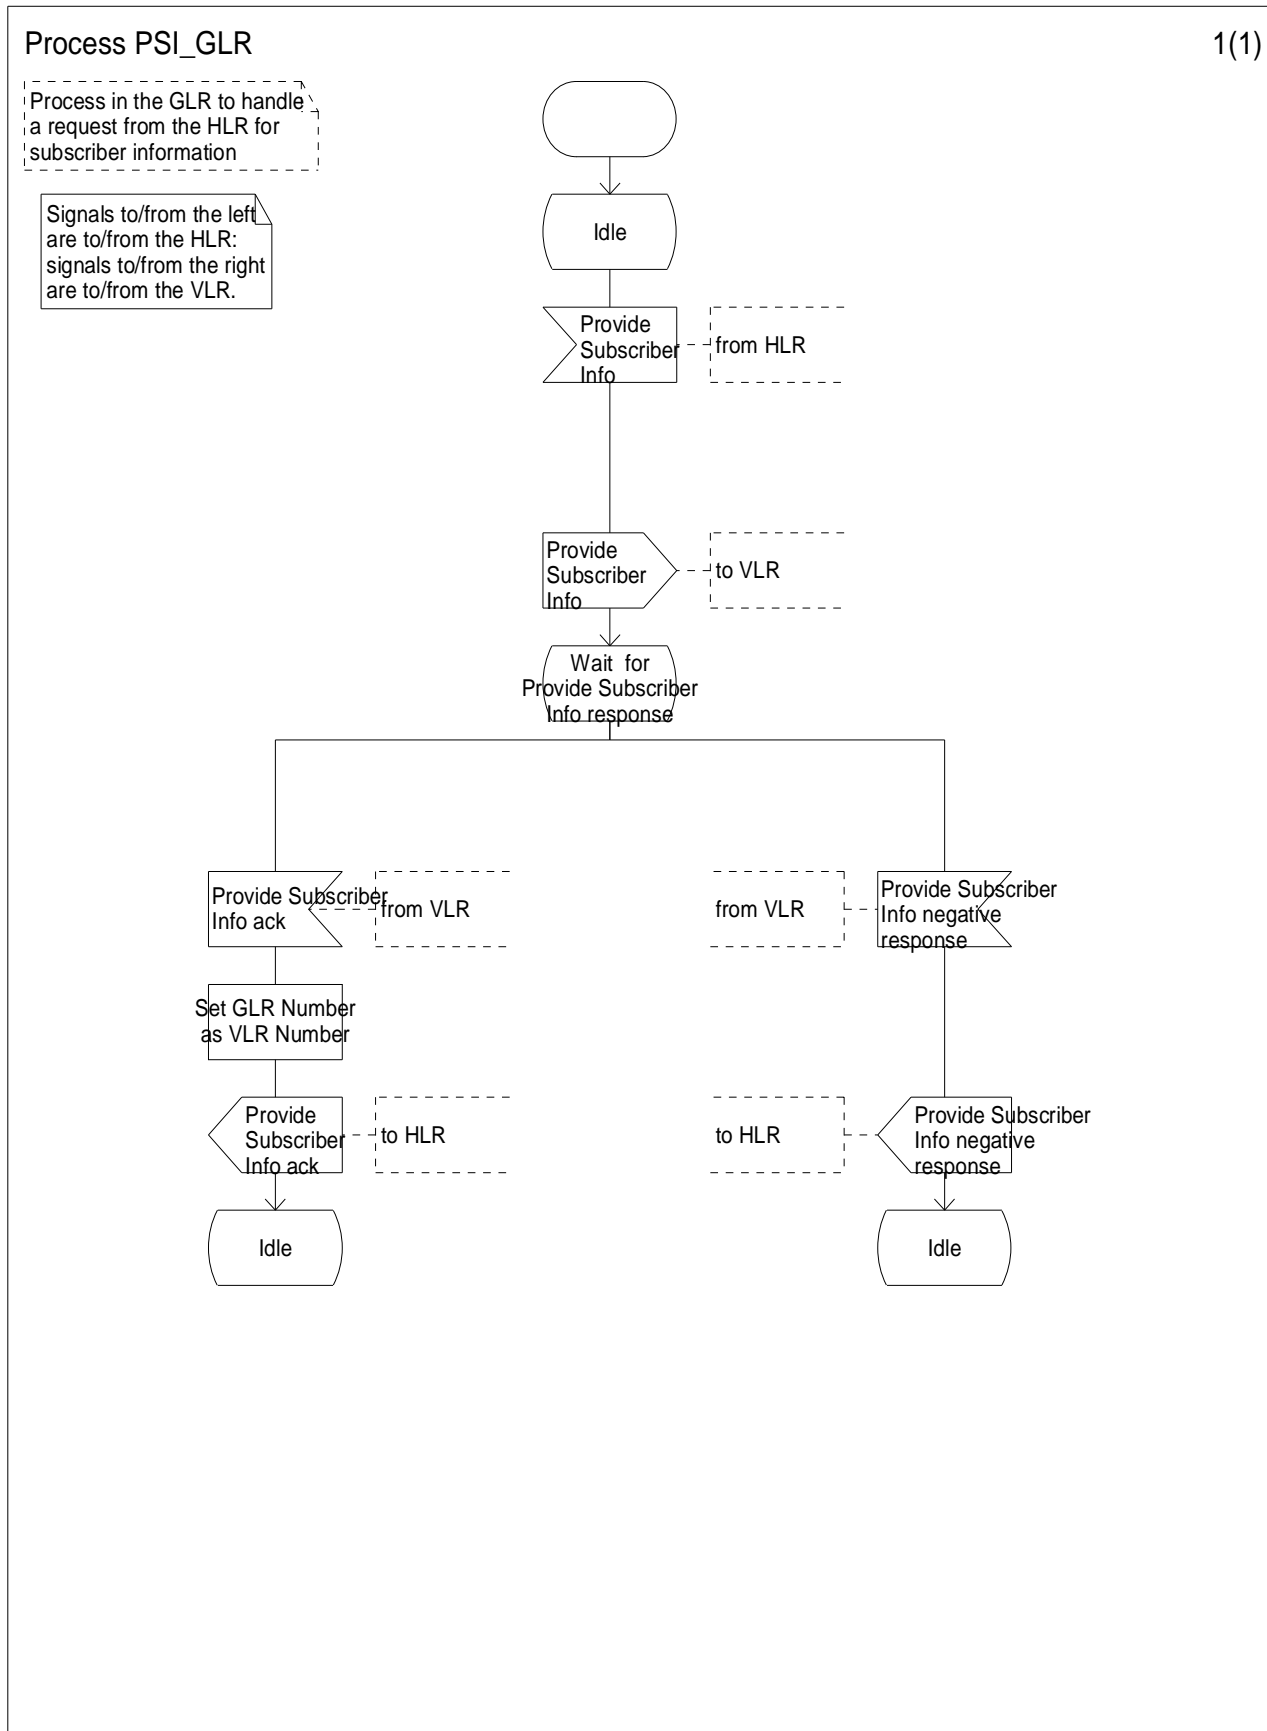 Process PSI_GLR
1(1)
Process in the GLR to handle
a request from the HLR for
subscriber information
Signals to/from the left
are to/from the HLR:
signals to/from the right
are to/from the VLR.
Idle
Provide
Subscriber
Info
from HLR
Provide
Subscriber
Info
to VLR
Wait for
Provide Subscriber
Info response
Provide Subscriber
Info ack
from VLR
from VLR
Provide Subscriber
Info negative
response
Set GLR Number
as VLR Number
Provide
Subscriber
Info ack
to HLR
to HLR
Provide Subscriber
Info negative
response
Idle
Idle